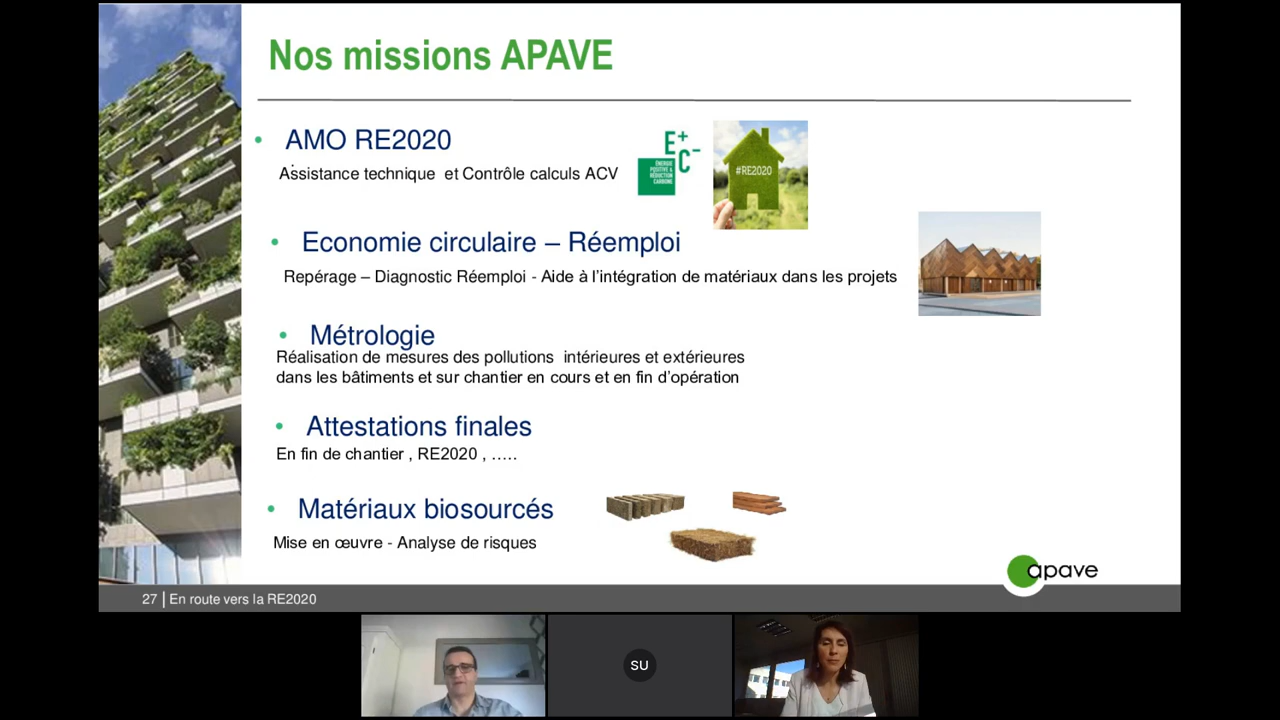 Nos missions APAVE
• AMO RE2020
Assistance technique et Contrôle calculs ACV
E+
C-
ÉNERGIE
POSITIVE &
RÉDUCTION
CARBONE
#RE2020
• Economie circulaire – Réemploi
Repérage – Diagnostic Réemploi - Aide à l'intégration de matériaux dans les projets
• Métrologie
Réalisation de mesures des pollutions intérieures et extérieures
dans les bâtiments et sur chantier en cours et en fin d'opération
• Attestations finales
En fin de chantier , RE2020 , .....
• Matériaux biosourcés
Mise en œuvre - Analyse de risques
apave
27 | En route vers la RE2020
SU